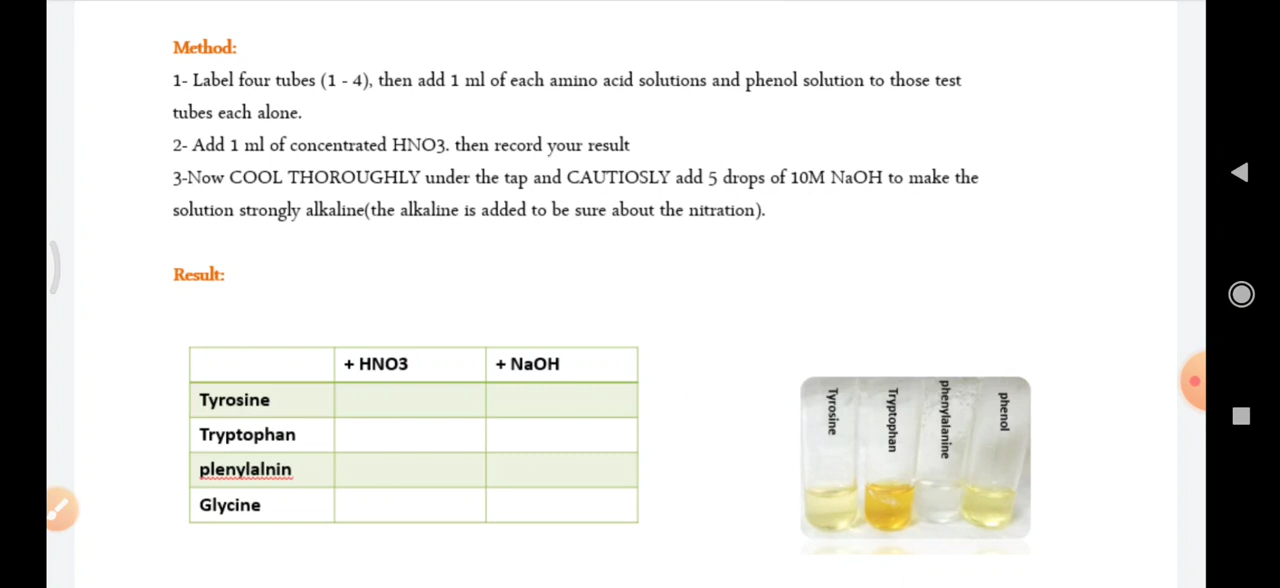 Method:
1- Label four tubes (1 - 4), then add 1 ml of each amino acid solutions and phenol solution to those test
tubes each alone.
2- Add 1 ml of concentrated HNO3. then record your result
3-Now COOL THOROUGHLY under the tap and CAUTIOSLY add 5 drops of 10M NaOH to make the
solution strongly alkaline(the alkaline is added to be sure about the nitration).
Result:
+ HNO3 + NaOH
Tyrosine
Tryptophan
plenylalnin
Glycine
Tyrosine
Tryptophan
phenylalanine
phenol